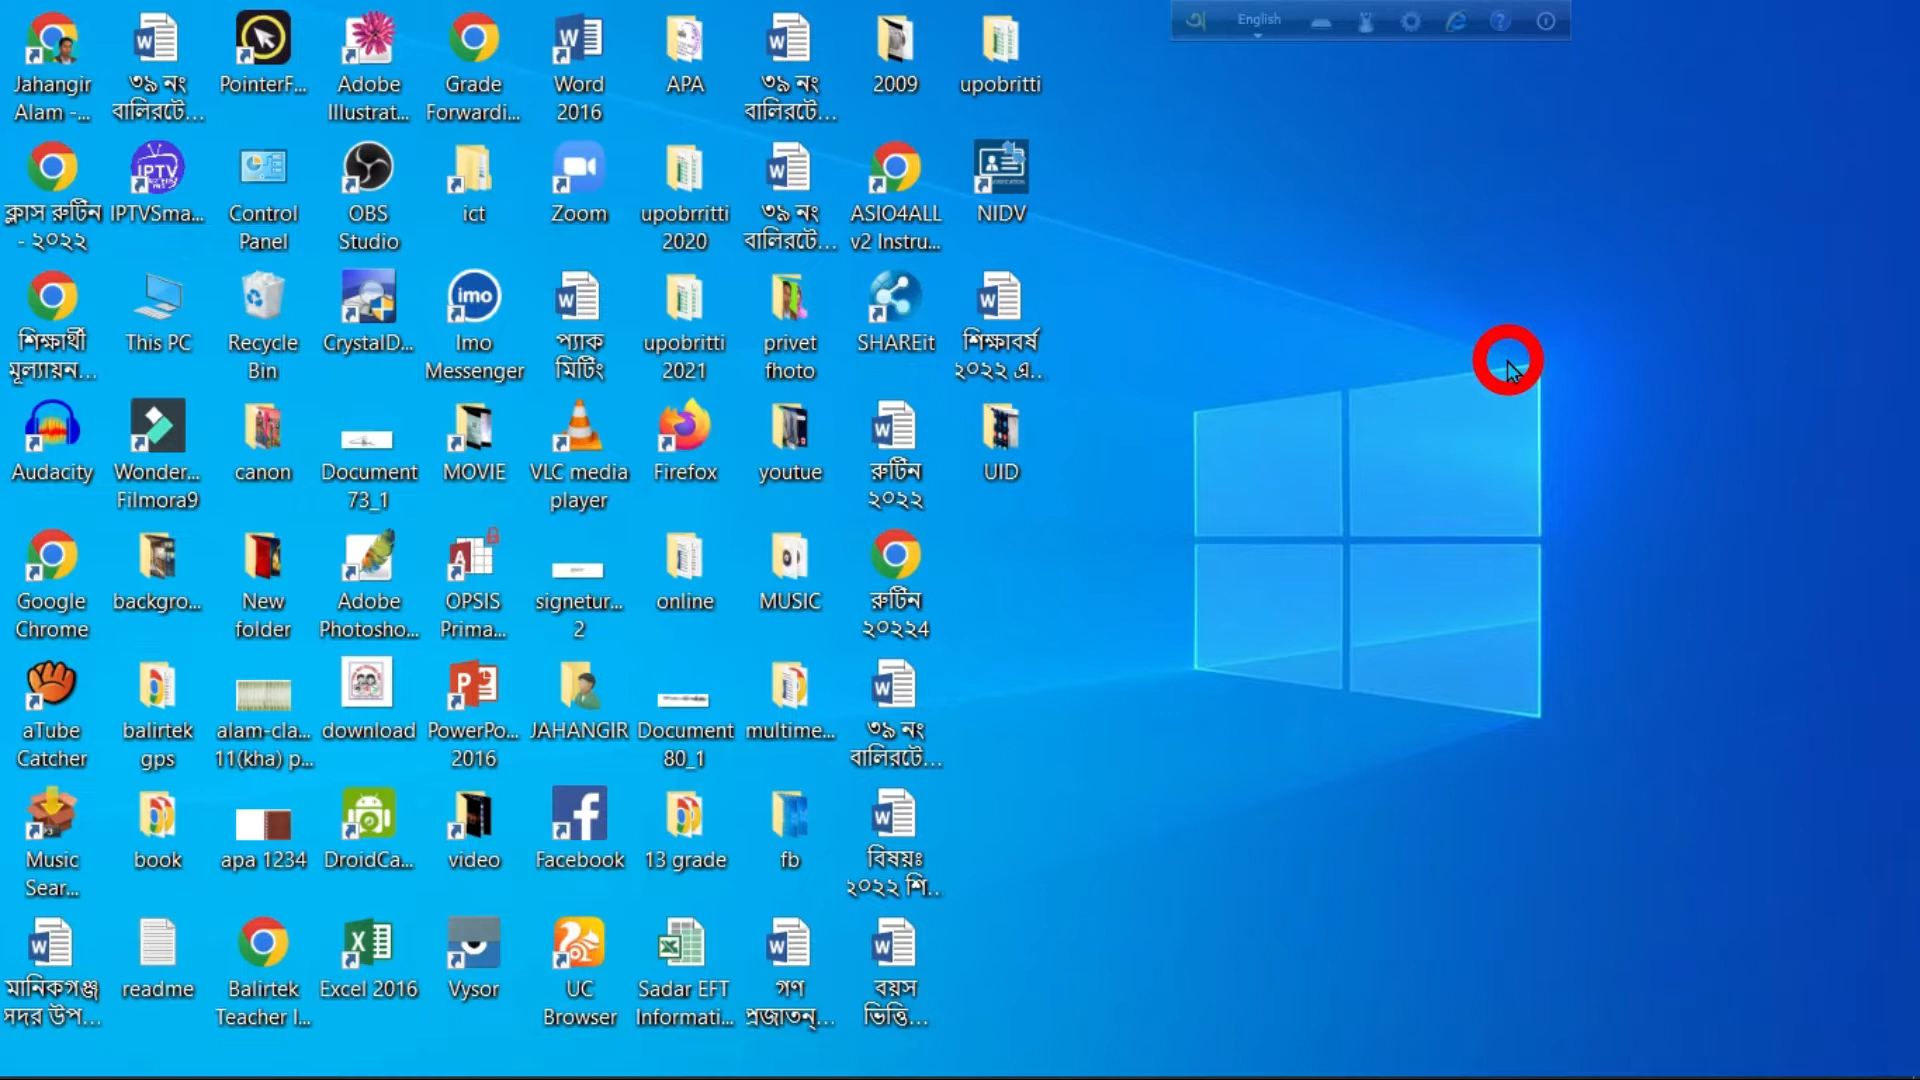 English
Jahangir
Alam -...
৩৯ নং
বালিরটে...
PointerF...
Adobe
Illustrat...
Grade
Forwardi...
Word
2016
APA
৩৯ নং
বালিরটে...
2009
upobritti
ক্লাস রুটিন
- ২০২২
IPTV
IPTVSma...
Control
Panel
OBS
Studio
ict
Zoom
upobrritti
2020
৩৯ নং
বালিরটে...
ASIO4ALL
v2 Instru...
NIDV
শিক্ষার্থী
মূল্যায়ন...
This PC
Recycle
Bin
CrystalD...
imo
Imo
Messenger
প্যাক
মিটিং
upobritti
2021
privet
fhoto
SHAREit
শিক্ষাবর্ষ
২০২২ এ...
Audacity
Wonder...
Filmora9
canon
Document
73_1
MOVIE
VLC media
player
Firefox
youtue
রুটিন
২০২২
UID
Google
Chrome
backgro...
New
folder
Adobe
Photosho...
OPSIS
Prima...
signetur...
2
online
MUSIC
রুটিন
২০২২4
aTube
Catcher
balirtek
gps
alam-cla...
11(kha) p...
download
PowerPo...
2016
JAHANGIR
Document
80_1
multime...
৩৯ নং
বালিরটে...
Music
Sear...
book
apa 1234
DroidCa...
video
Facebook
13 grade
fb
বিষয়ঃ
২০২২ শি...
মানিকগঞ্জ
সদর উপ...
readme
Balirtek
Teacher I...
Excel 2016
Vysor
UC
Browser
Sadar EFT
Informati...
গণ
প্রজাতন্...
বয়স
ভিত্তি...